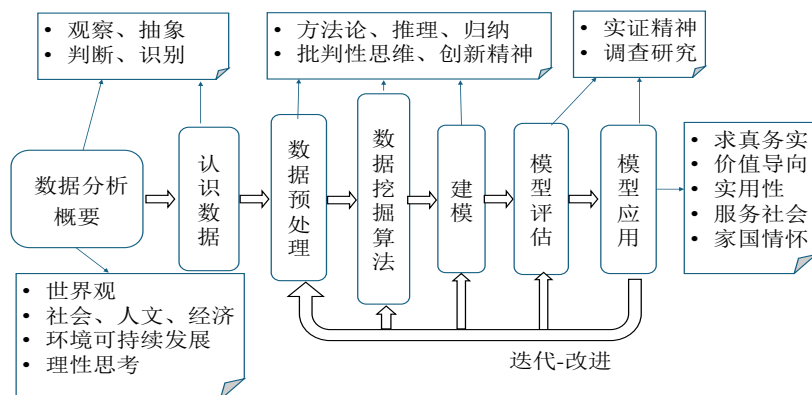 • 观察、抽象
• 判断、识别
• 方法论、推理、归纳
• 批判性思维、创新精神
• 实证精神
• 调查研究
数据分析
概要
认识数据
数据预处理
数据挖掘算法
建模
模型评估
模型应用
• 求真务实
• 价值导向
• 实用性
• 服务社会
• 家国情怀
• 世界观
• 社会、人文、经济
• 环境可持续发展
• 理性思考
迭代-改进